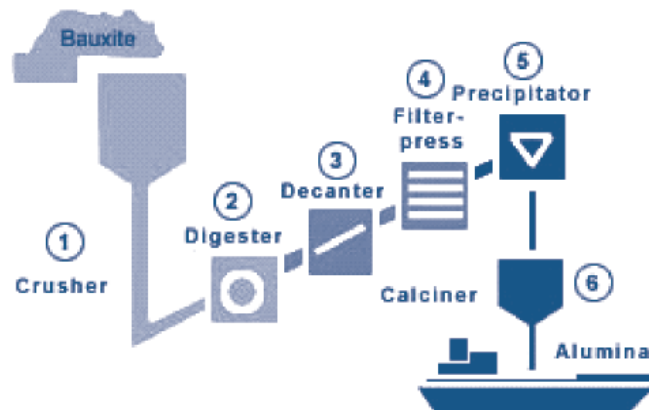 Bauxite
1
Crusher
2
Digester
3
Decanter
4
Filter-
press
5
Precipitator
6
Calciner
Alumina